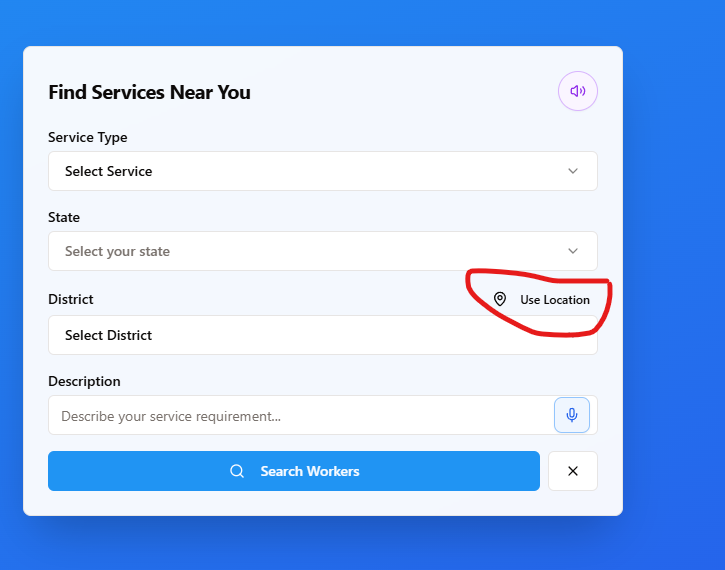 Find Services Near You
Service Type
Select Service
State
Select your state
District
Use Location
Select District
Description
Describe your service requirement...
Search Workers